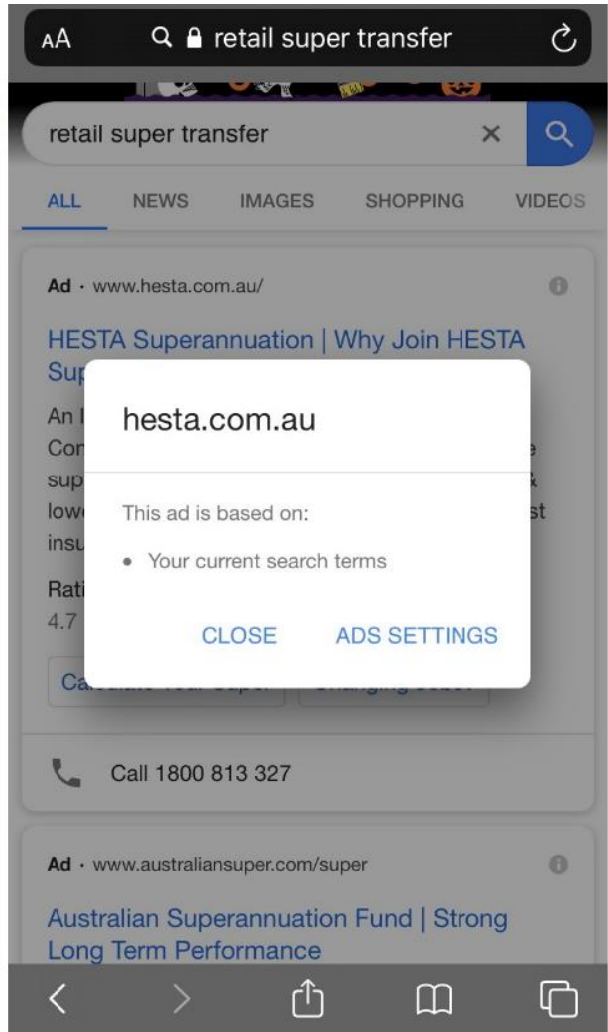 AA retail super transfer
retail super transfer
ALL NEWS IMAGES SHOPPING VIDEOS
Ad · www.hesta.com.au/
HESTA Superannuation | Why Join HESTA
hesta.com.au
An
sup
This ad is based on:
• Your current search terms
4.7
CLOSE ADS SETTINGS
Call 1800 813 327
Ad · www.australiansuper.com/super
Australian Superannuation Fund | Strong
Long Term Performance